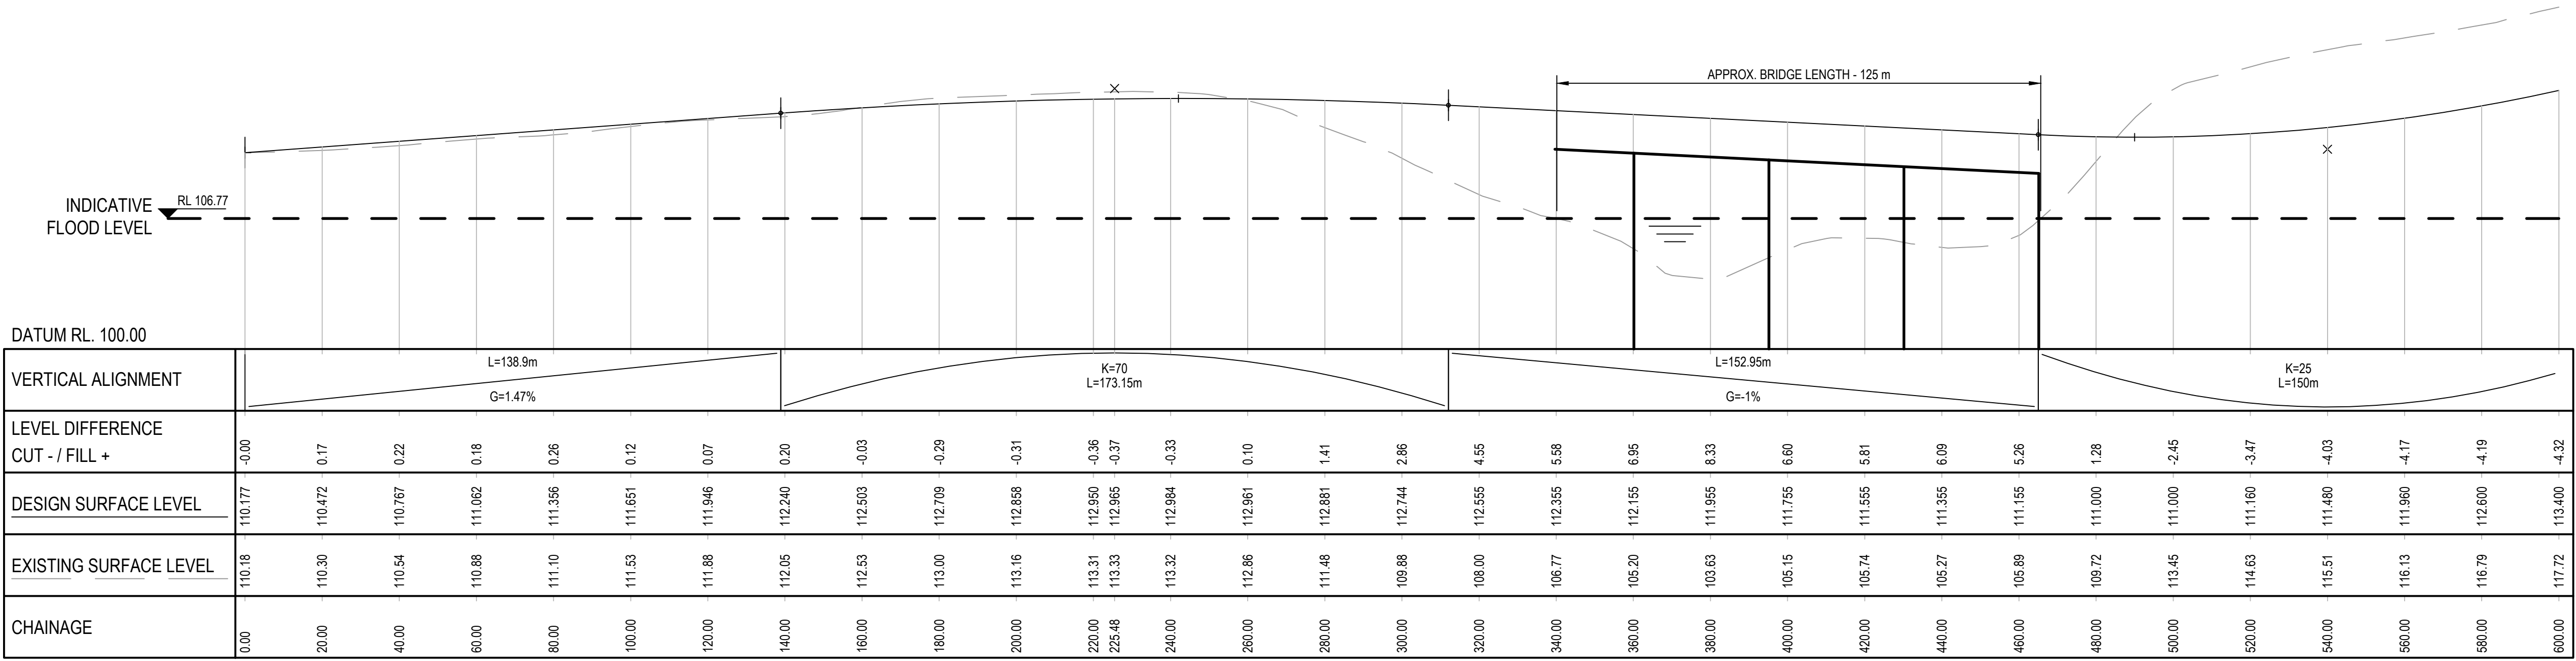 APPROX. BRIDGE LENGTH - 125 m
INDICATIVE
FLOOD LEVEL
RL 106.77
DATUM RL. 100.00
VERTICAL ALIGNMENT
L=138.9m
G=1.47%
K=70
L=173.15m
L=152.95m
G=-1%
K=25
L=150m
LEVEL DIFFERENCE
CUT - / FILL +
-0.00 0.17 0.22 0.18 0.26 0.12 0.07 0.20 -0.03 -0.29 -0.31 -0.36 -0.37 -0.33 0.10 1.41 2.86 4.55 5.58 6.95 8.33 6.60 5.81 6.09 5.26 1.28 -2.45 -3.47 -4.03 -4.17 -4.19 -4.32
DESIGN SURFACE LEVEL
110.177 110.472 110.767 111.062 111.356 111.651 111.946 112.240 112.503 112.709 112.858 112.950 112.965 112.984 112.961 112.881 112.744 112.555 112.355 112.155 111.955 111.755 111.555 111.355 111.155 111.000 111.000 111.160 111.480 111.960 112.600 113.400
EXISTING SURFACE LEVEL
110.18 110.30 110.54 110.88 111.10 111.53 111.88 112.05 112.53 113.00 113.16 113.31 113.33 113.32 112.86 111.48 109.88 108.00 106.77 105.20 103.63 105.15 105.74 105.27 105.89 109.72 113.45 114.63 115.51 116.13 116.79 117.72
CHAINAGE
0.00 20.00 40.00 60.00 80.00 100.00 120.00 140.00 160.00 180.00 200.00 220.00 225.48 240.00 260.00 280.00 300.00 320.00 340.00 360.00 380.00 400.00 420.00 440.00 460.00 480.00 500.00 520.00 540.00 560.00 580.00 600.00